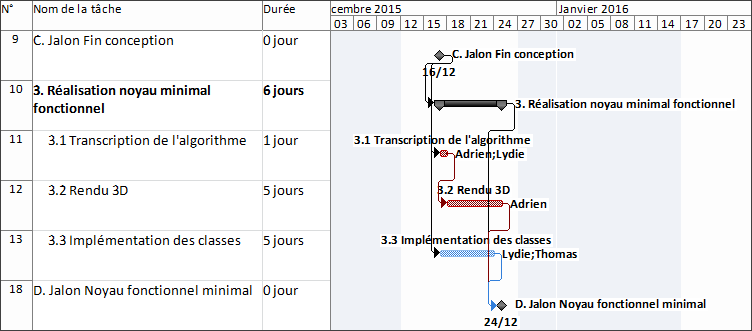 N° Nom de la tâche Durée cembre 2015 Janvier 2016
03 06 09 12 15 18 21 24 27 30 02 05 08 11 14 17 20 23
9 C. Jalon Fin conception 0 jour
C. Jalon Fin conception
16/12
10 3. Réalisation noyau minimal fonctionnel 6 jours
3. Réalisation noyau minimal fonctionnel
11 3.1 Transcription de l'algorithme 1 jour
3.1 Transcription de l'algorithme
Adrien;Lydie
12 3.2 Rendu 3D 5 jours
3.2 Rendu 3D
Adrien
13 3.3 Implémentation des classes 5 jours
3.3 Implémentation des classes
Lydie;Thomas
18 D. Jalon Noyau fonctionnel minimal 0 jour
D. Jalon Noyau fonctionnel minimal
24/12